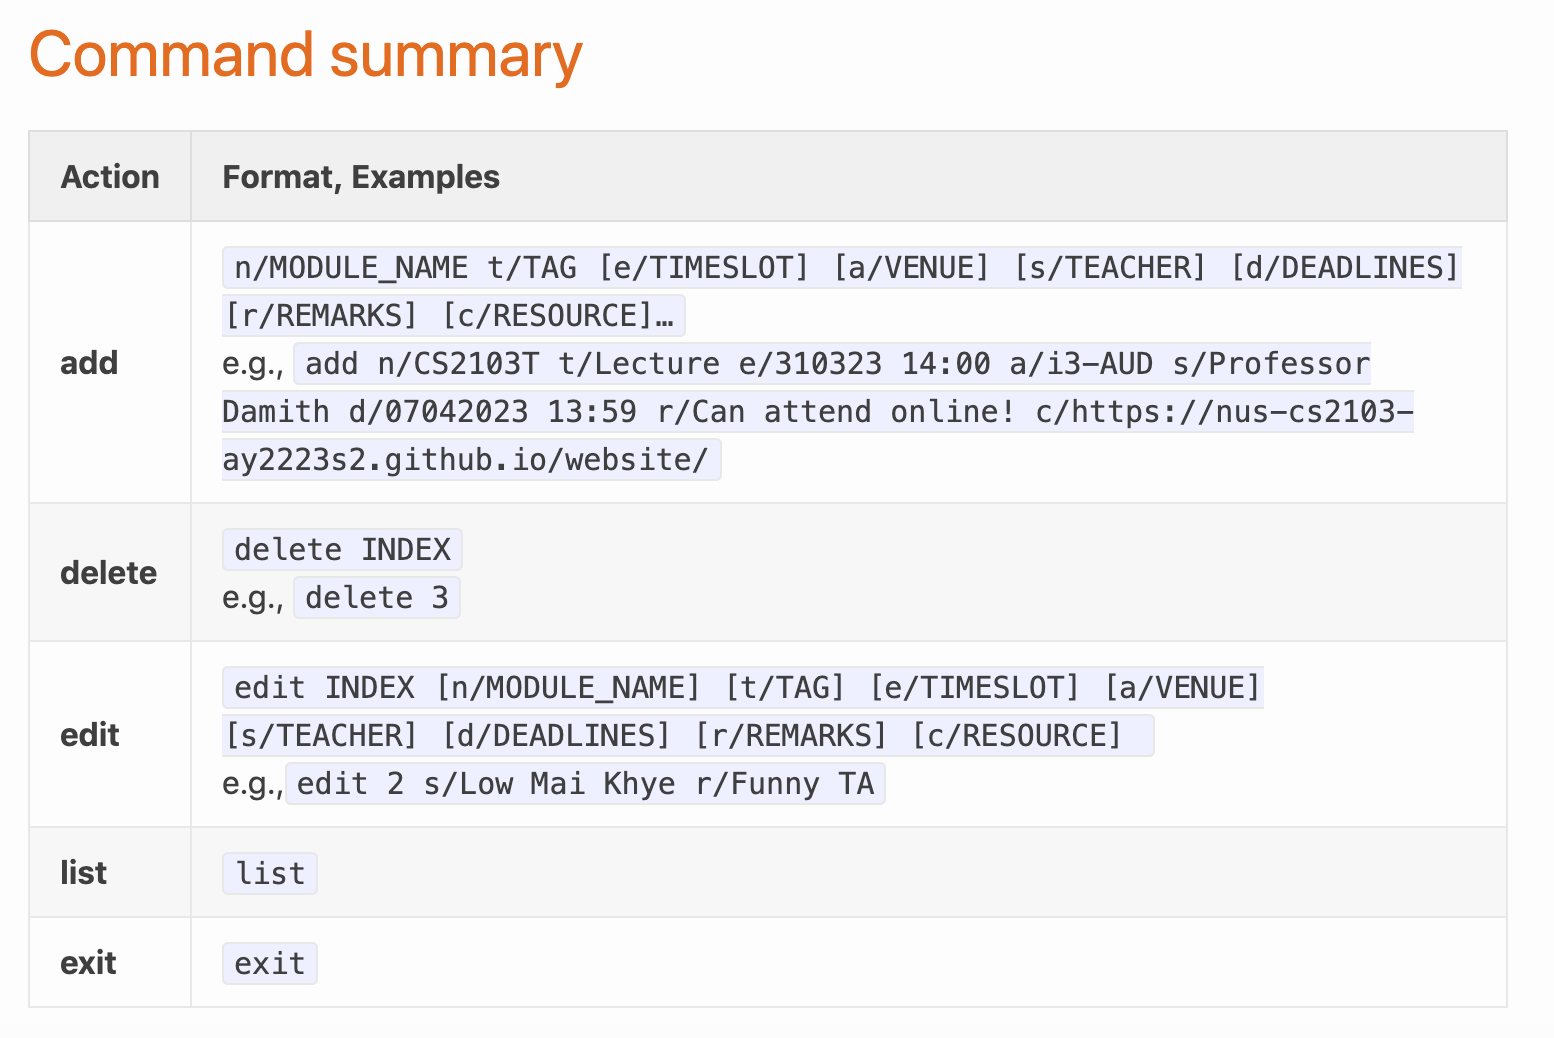 Command summary
Action Format, Examples
add
n/MODULE_NAME t/TAG [e/TIMESLOT] [a/VENUE] [s/TEACHER] [d/DEADLINES]
[r/REMARKS] [c/RESOURCE]…
e.g., add n/CS2103T t/Lecture e/310323 14:00 a/i3-AUD s/Professor
Damith d/07042023 13:59 r/Can attend online! c/https://nus-cs2103-
ay2223s2.github.io/website/
delete
delete INDEX
e.g., delete 3
edit
edit INDEX [n/MODULE_NAME] [t/TAG] [e/TIMESLOT] [a/VENUE]
[s/TEACHER] [d/DEADLINES] [r/REMARKS] [c/RESOURCE]
e.g., edit 2 s/Low Mai Khye r/Funny TA
list list
exit exit